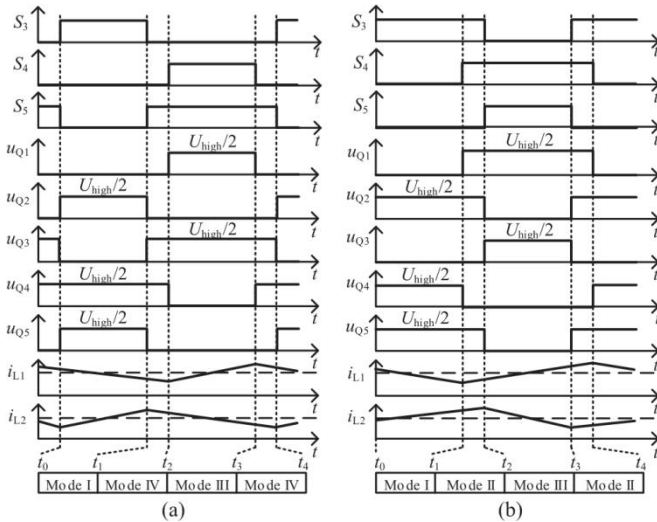 S3
t
S4
t
S5
t
uQ1
Uhigh/2
t
uQ2
Uhigh/2
t
uQ3
Uhigh/2
t
uQ4
Uhigh/2
t
uQ5
Uhigh/2
t
iL1
t
iL2
t
t0 t1 t2 t3 t4
Mode I Mode IV Mode III Mode IV
(a)
S3
t
S4
t
S5
t
uQ1
Uhigh/2
t
uQ2
Uhigh/2
t
uQ3
Uhigh/2
t
uQ4
Uhigh/2
t
uQ5
Uhigh/2
t
iL1
t
iL2
t
t0 t1 t2 t3 t4
Mode I Mode II Mode III Mode II
(b)